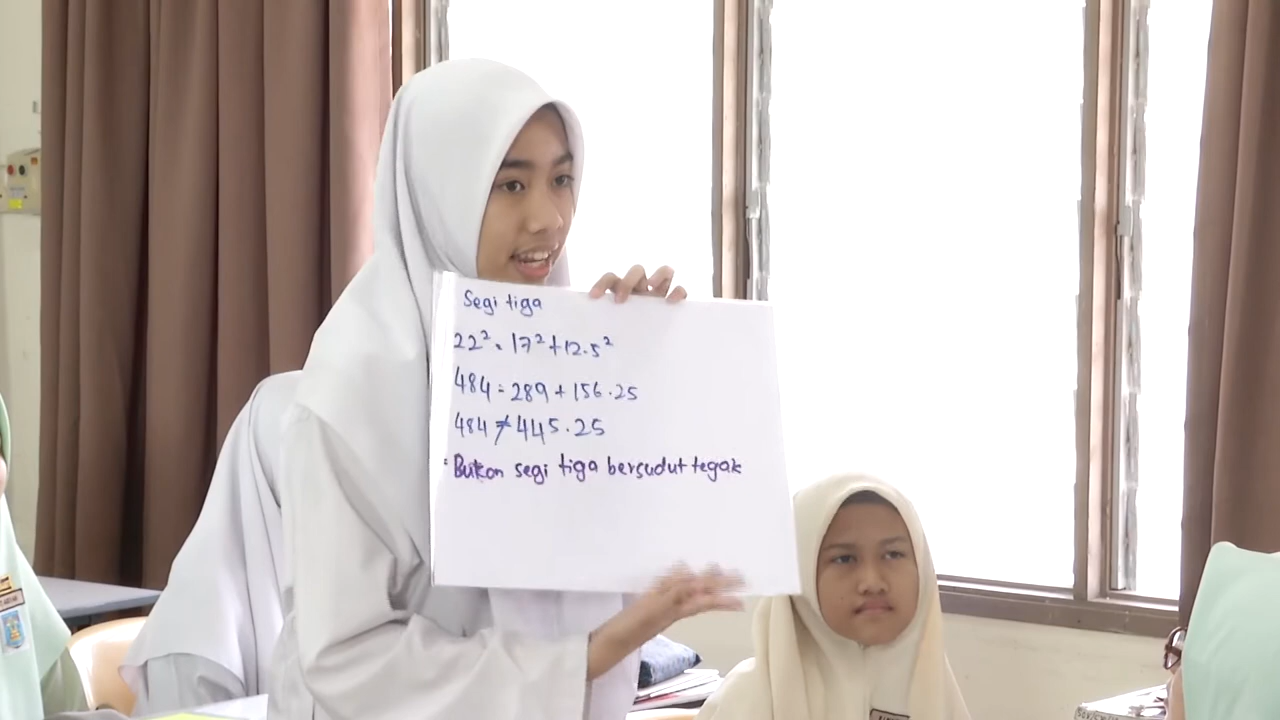 Segi tiga
22² = 17² + 12.5²
484 = 289 + 156.25
484 ≠ 445.25
Bukan segi tiga bersudut tegak